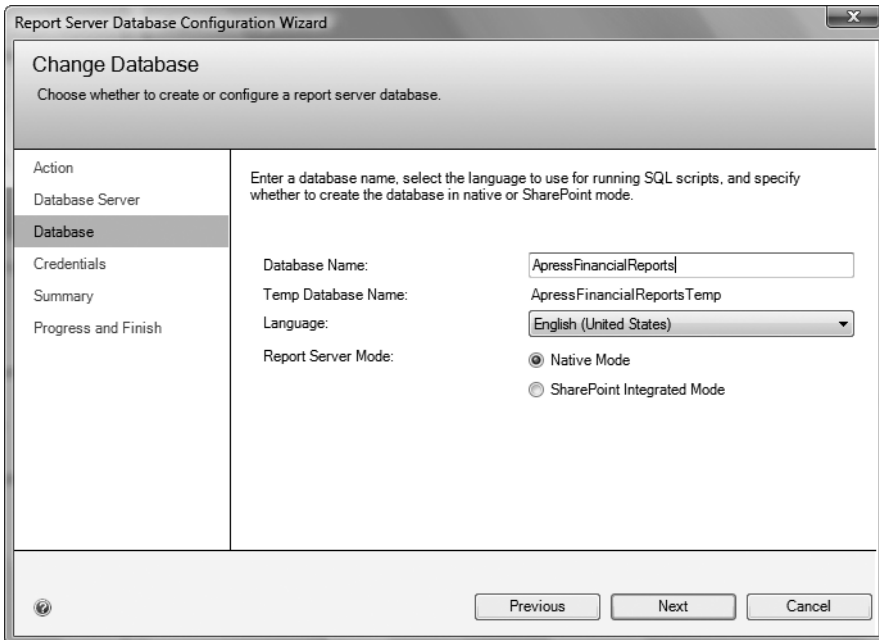 Report Server Database Configuration Wizard
Change Database
Choose whether to create or configure a report server database.
Action
Database Server
Database
Credentials
Summary
Progress and Finish
Enter a database name, select the language to use for running SQL scripts, and specify
whether to create the database in native or SharePoint mode.
Database Name: ApressFinancialReports
Temp Database Name: ApressFinancialReportsTemp
Language: English (United States)
Report Server Mode: Native Mode
SharePoint Integrated Mode
Previous Next Cancel